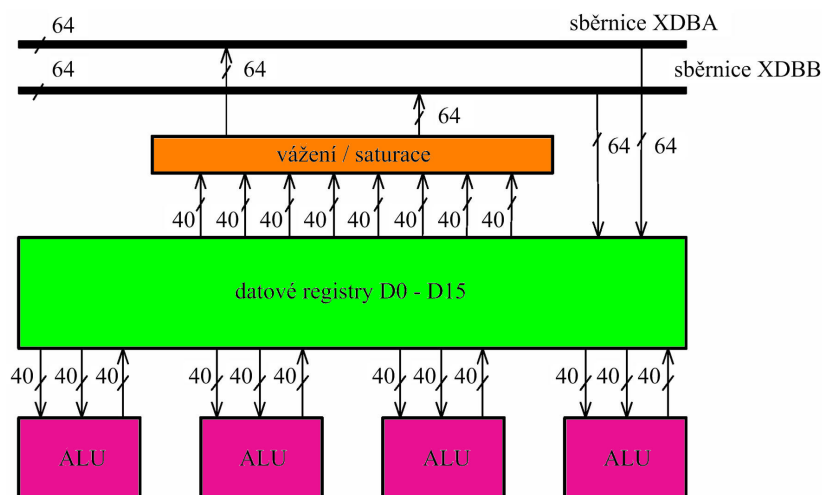 sběrnice XDBA
64
64
sběrnice XDBB
64
64
64
64
vážení / saturace
40 40 40 40 40 40 40 40
datové registry D0 - D15
40 40 40 40 40 40 40 40 40 40 40 40
ALU ALU ALU ALU